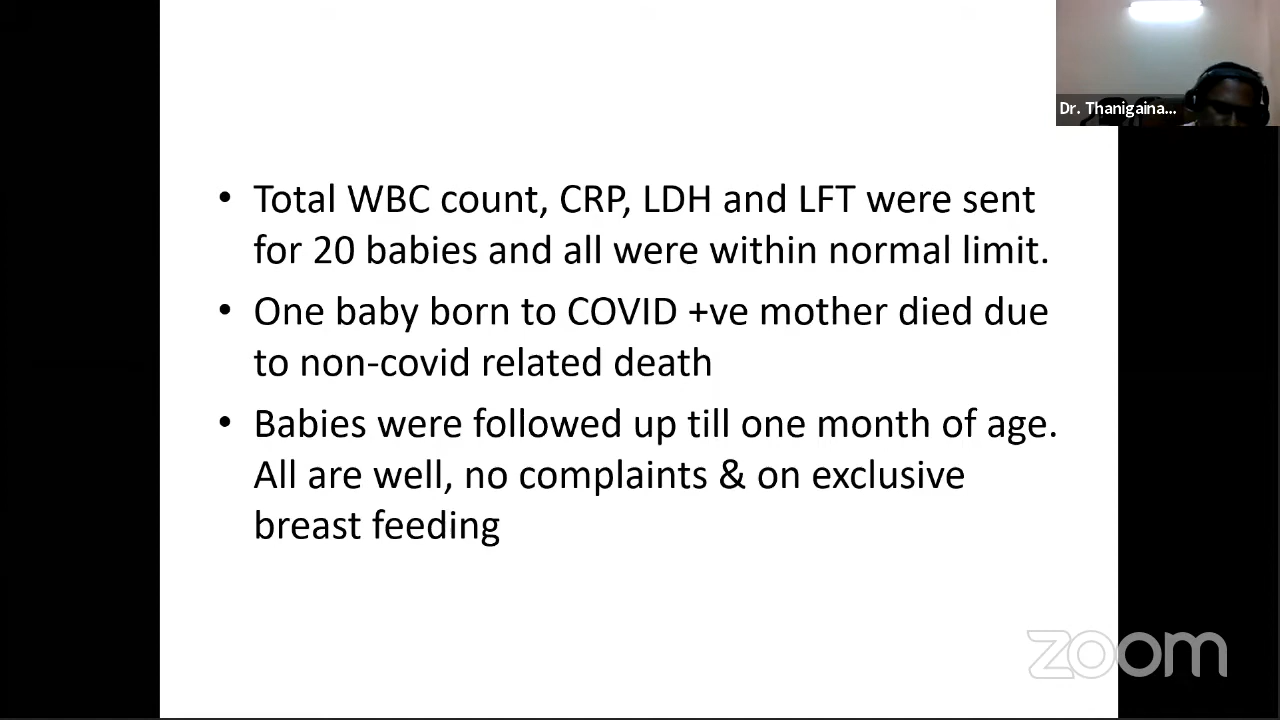 Dr. Thanigaina...
• Total WBC count, CRP, LDH and LFT were sent
for 20 babies and all were within normal limit.
• One baby born to COVID +ve mother died due
to non-covid related death
• Babies were followed up till one month of age.
All are well, no complaints & on exclusive
breast feeding
zoom